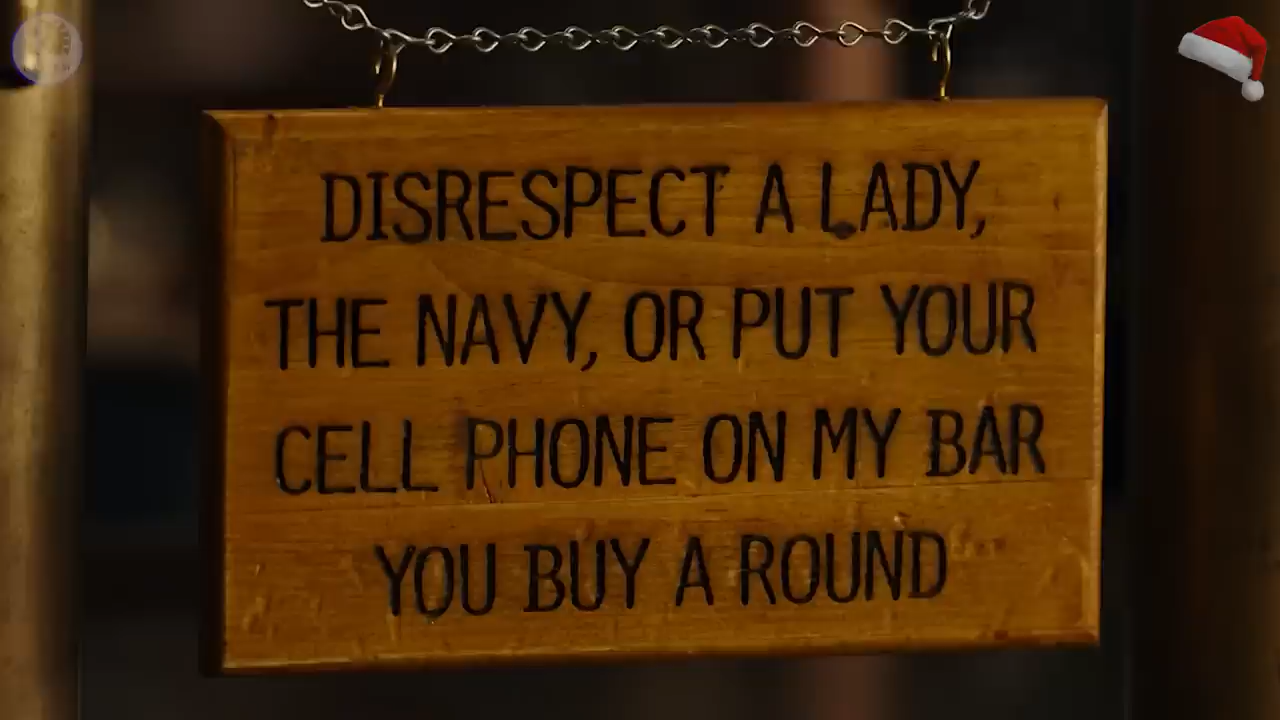 DISRESPECT A LADY,
THE NAVY, OR PUT YOUR
CELL PHONE ON MY BAR
YOU BUY A ROUND